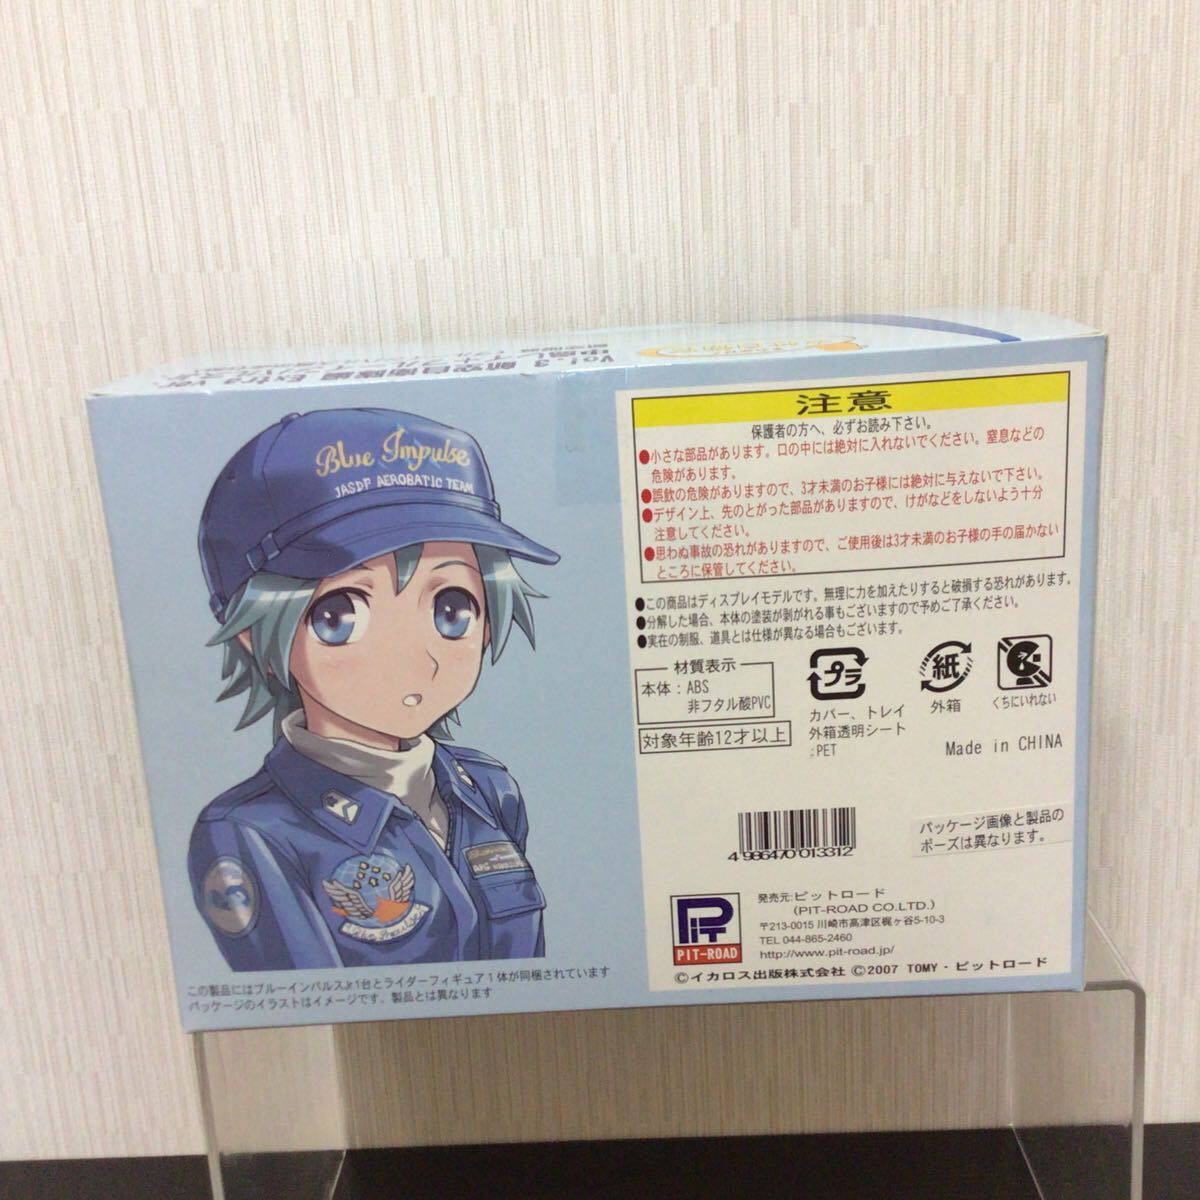 Vol.3 航空自衛隊編 Extra ver.
Blue Impulse
JASDF AEROBATIC TEAM
この製品にはブルーインパルスJr.1台とライダーフィギュア1体が同梱されています
パッケージのイラストはイメージです。製品とは異なります
注意
保護者の方へ、必ずお読み下さい。
●小さな部品があります。口の中には絶対に入れないでください。窒息などの
危険があります。
●誤飲の危険がありますので、3才未満のお子様には絶対に与えないで下さい。
●デザイン上、先のとがった部品がありますので、けがなどをしないよう十分
注意してください。
●思わぬ事故の恐れがありますので、ご使用後は3才未満のお子様の手の届かない
ところに保管してください。
●この商品はディスプレイモデルです。無理に力を加えたりすると破損する恐れがあります。
●分解した場合、本体の塗装が剥がれる事もございますので予めご了承ください。
●実在の制服、道具とは仕様が異なる場合もございます。
材質表示
本体：ABS
非フタル酸PVC
対象年齢12才以上
プラ
カバー、トレイ
外箱透明シート
:PET
紙
外箱
くちにいれない
Made in CHINA
4 986470 013312
パッケージ画像と製品の
ポーズは異なります。
PIT
PIT-ROAD
発売元:ピットロード
(PIT-ROAD CO.LTD.)
〒213-0015 川崎市高津区梶ヶ谷5-10-3
TEL 044-865-2460
http://www.pit-road.jp/
©イカロス出版株式会社 ©2007 TOMY・ピットロード